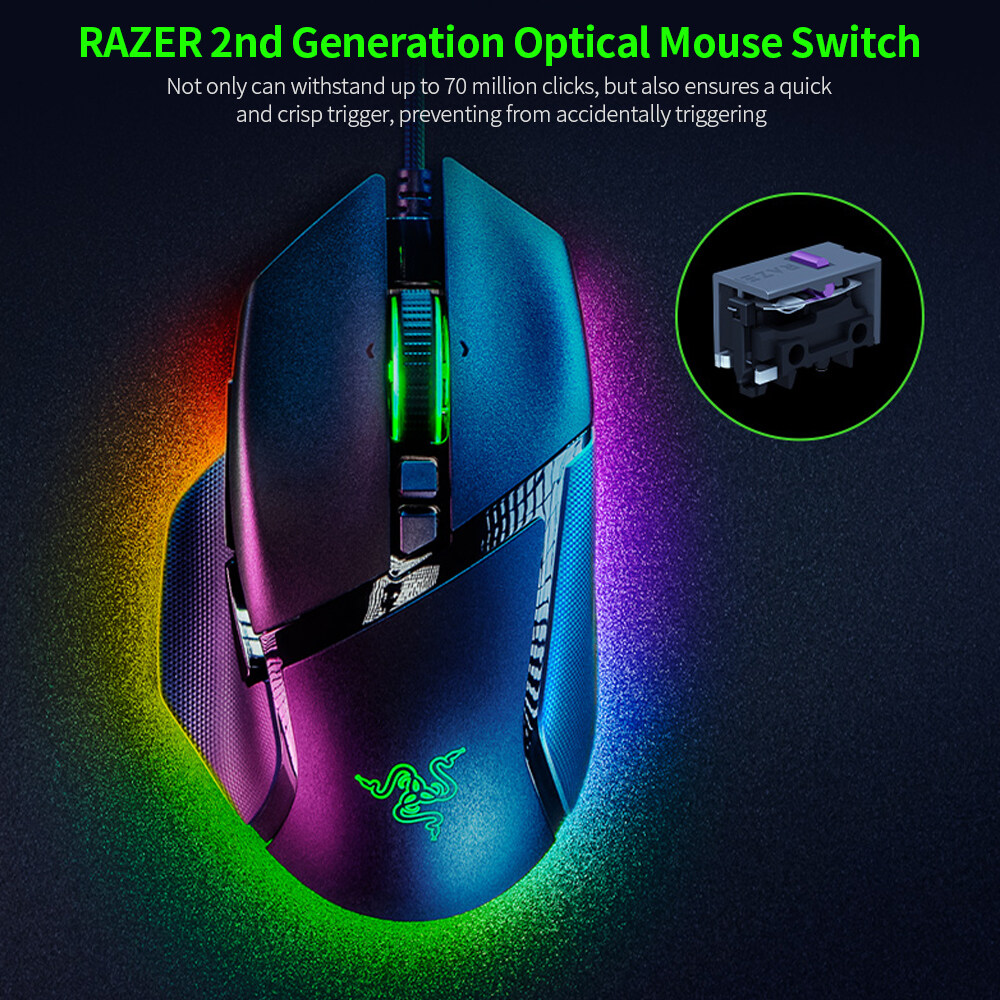 RAZER 2nd Generation Optical Mouse Switch
Not only can withstand up to 70 million clicks, but also ensures a quick
and crisp trigger, preventing from accidentally triggering
RAZER